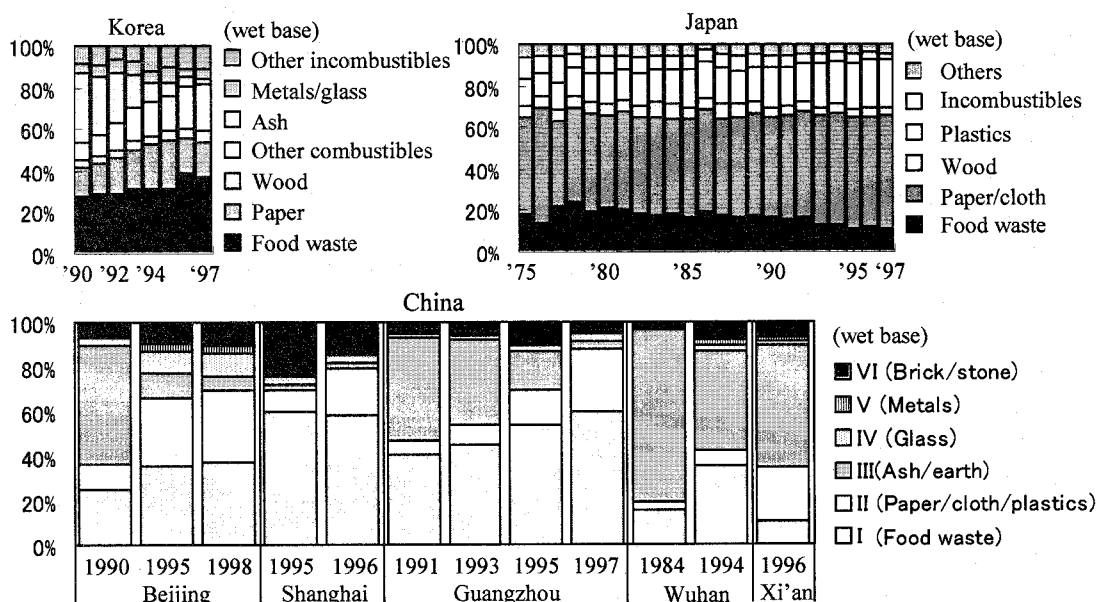 Korea
(wet base)
100%
80%
60%
40%
20%
0%
'90 '92 '94 '97
Other incombustibles
Metals/glass
Ash
Other combustibles
Wood
Paper
Food waste
Japan
(wet base)
100%
80%
60%
40%
20%
0%
'75 '80 '85 '90 '95 '97
Others
Incombustibles
Plastics
Wood
Paper/cloth
Food waste
China
(wet base)
100%
80%
60%
40%
20%
0%
VI (Brick/stone)
V (Metals)
IV (Glass)
III(Ash/earth)
II (Paper/cloth/plastics)
I (Food waste)
1990 1995 1998 1995 1996 1991 1993 1995 1997 1984 1994 1996
Beijing Shanghai Guangzhou Wuhan Xi'an